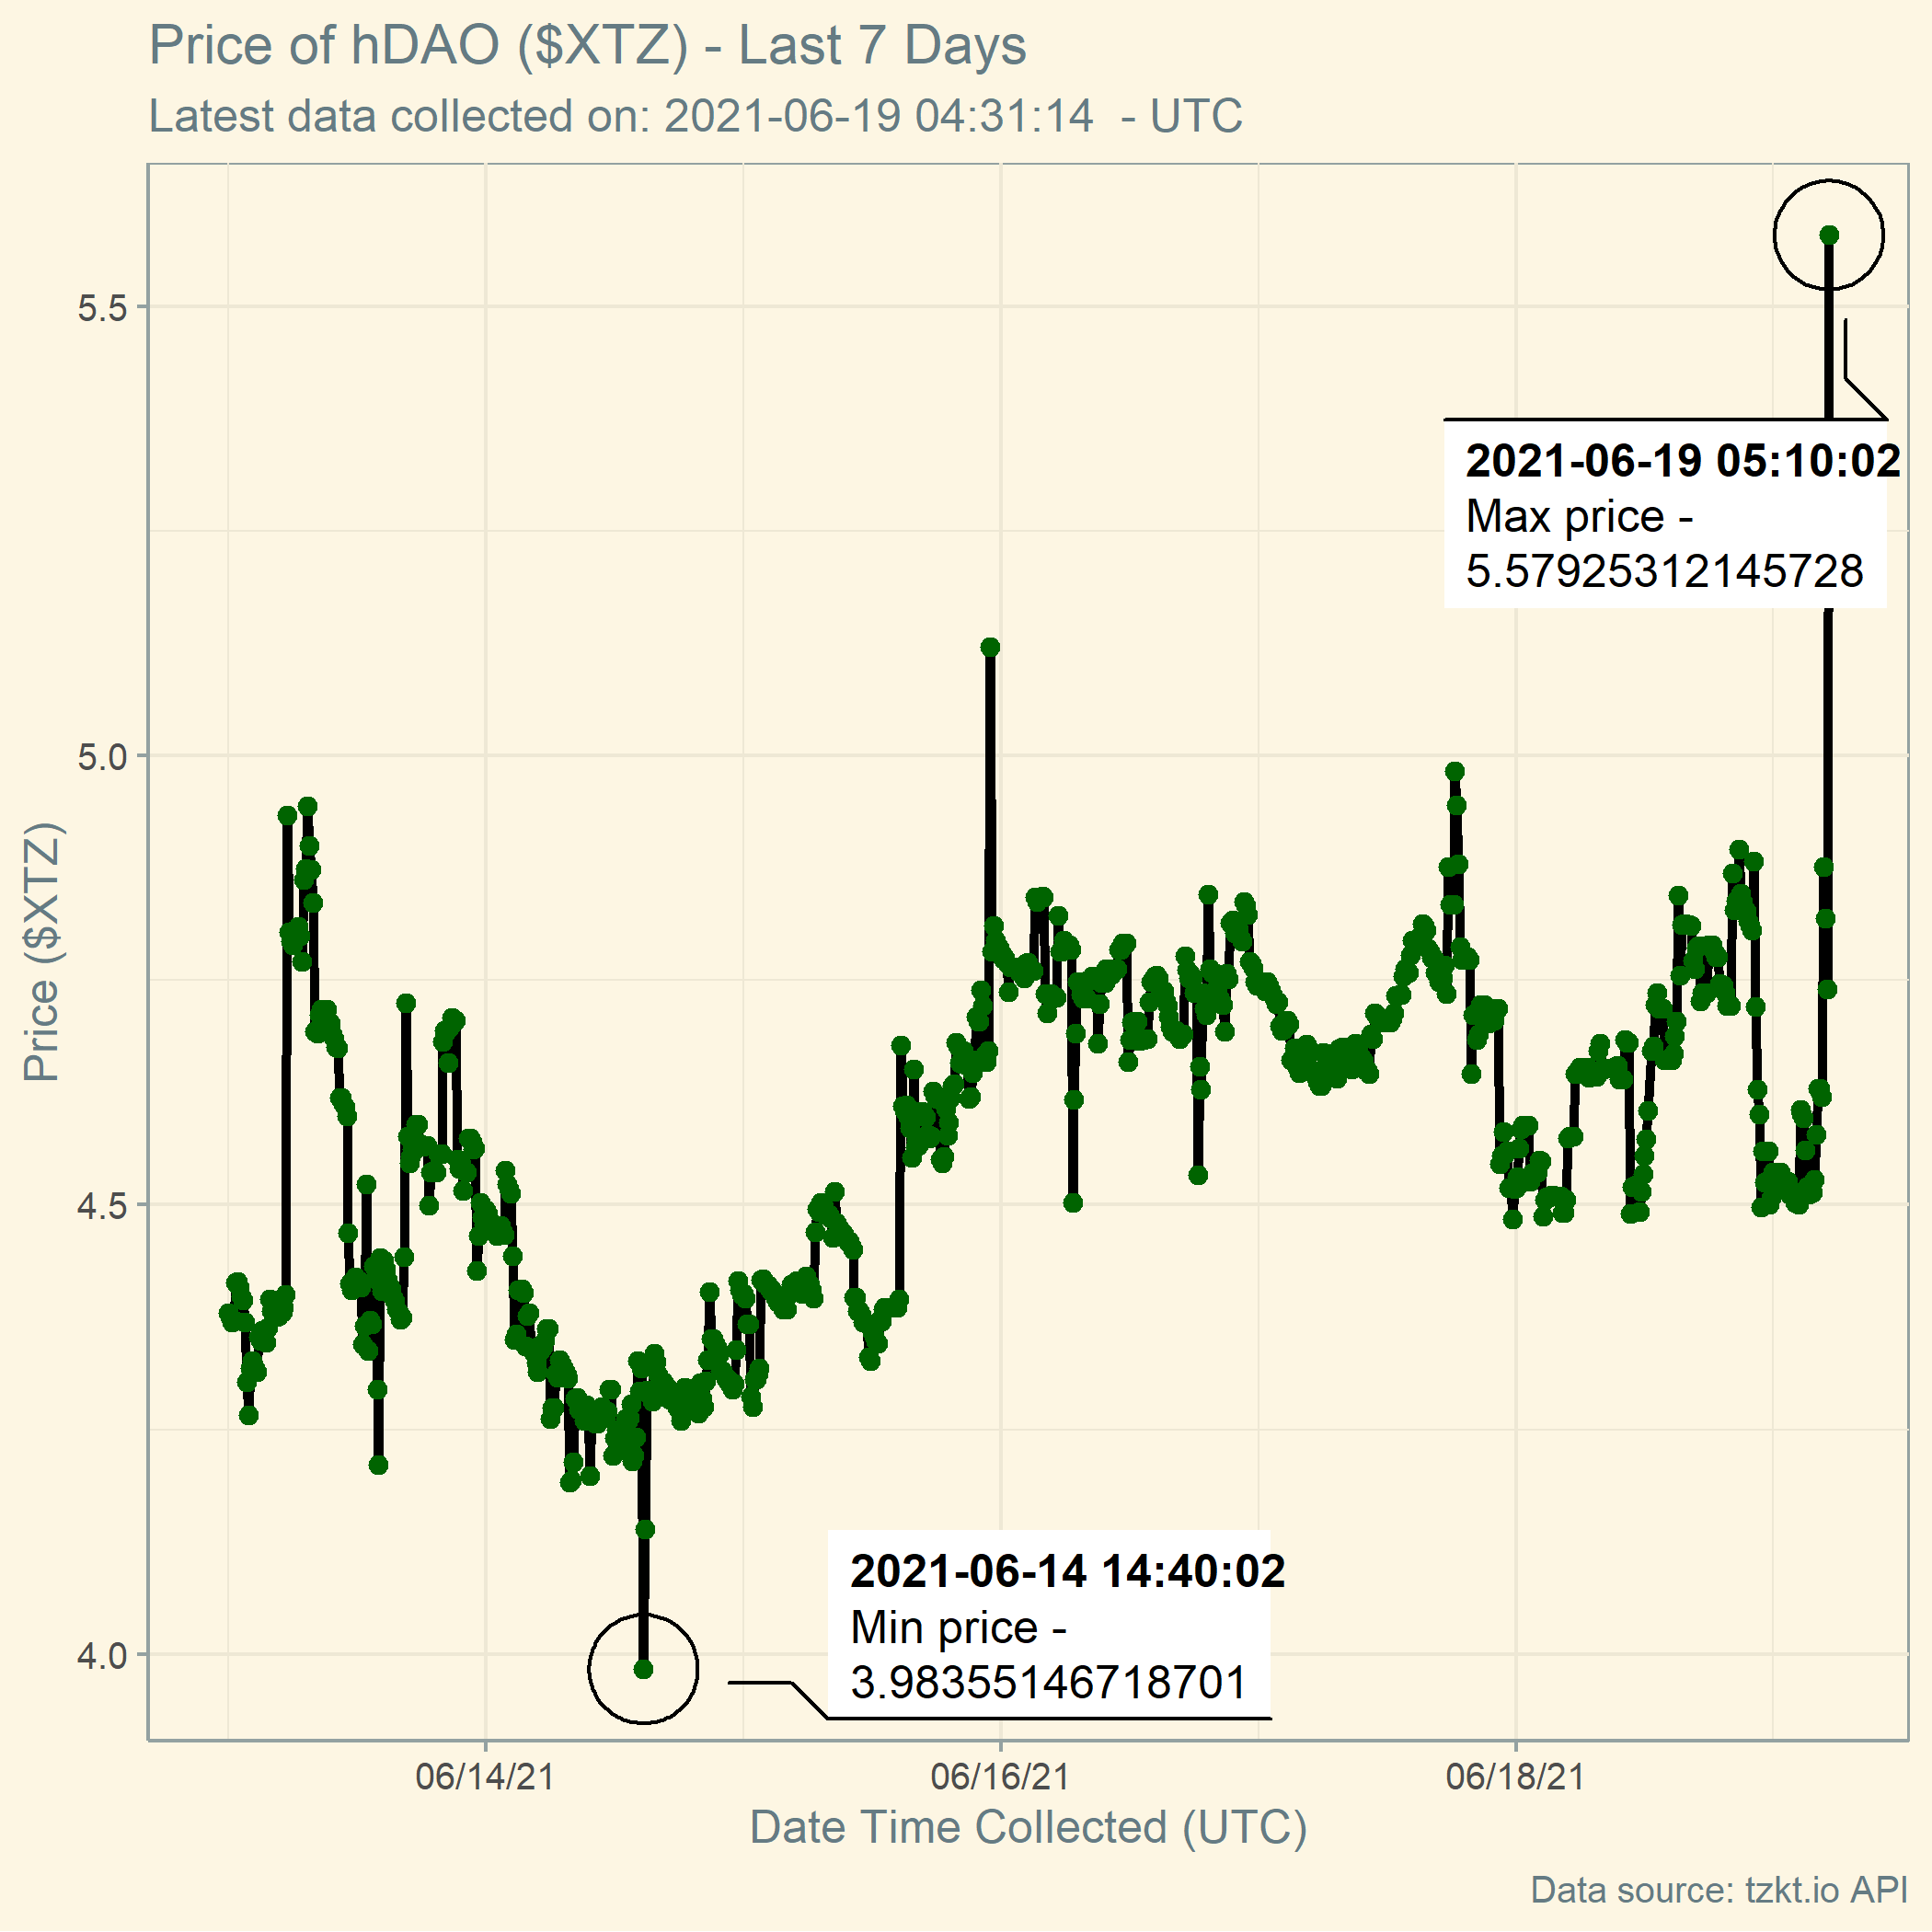 Price of hDAO ($XTZ) - Last 7 Days
Latest data collected on: 2021-06-19 04:31:14  - UTC
5.5
5.0
4.5
4.0
Price ($XTZ)
2021-06-19 05:10:02
Max price -
5.57925312145728
2021-06-14 14:40:02
Min price -
3.98355146718701
06/14/21
06/16/21
06/18/21
Date Time Collected (UTC)
Data source: tzkt.io API